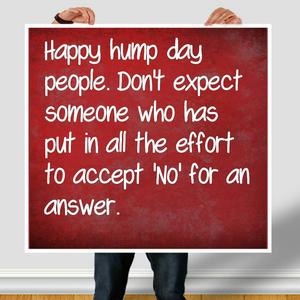 Happy hump day
people. Don't expect
someone who has
put in all the effort
to accept 'No' for an
answer.